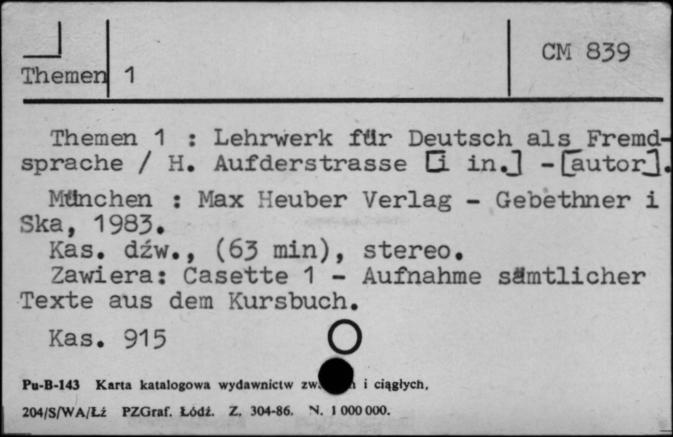 CM 839
Themen 1
Themen 1 : Lehrwerk für Deutsch als Fremd-
sprache / H. Aufderstrasse [i in.] - [autor].
München : Max Heuber Verlag - Gebethner i
Ska, 1983.
Kas. dźw., (63 min), stereo.
Zawiera: Casette 1 - Aufnahme sämtlicher
Texte aus dem Kursbuch.
Kas. 915
Pu-B-143 Karta katalogowa wydawnictw i ciągłych,
204/S/WA/Łż PZGraf. Łódź. Z. 304-86. N. 1 000 000.